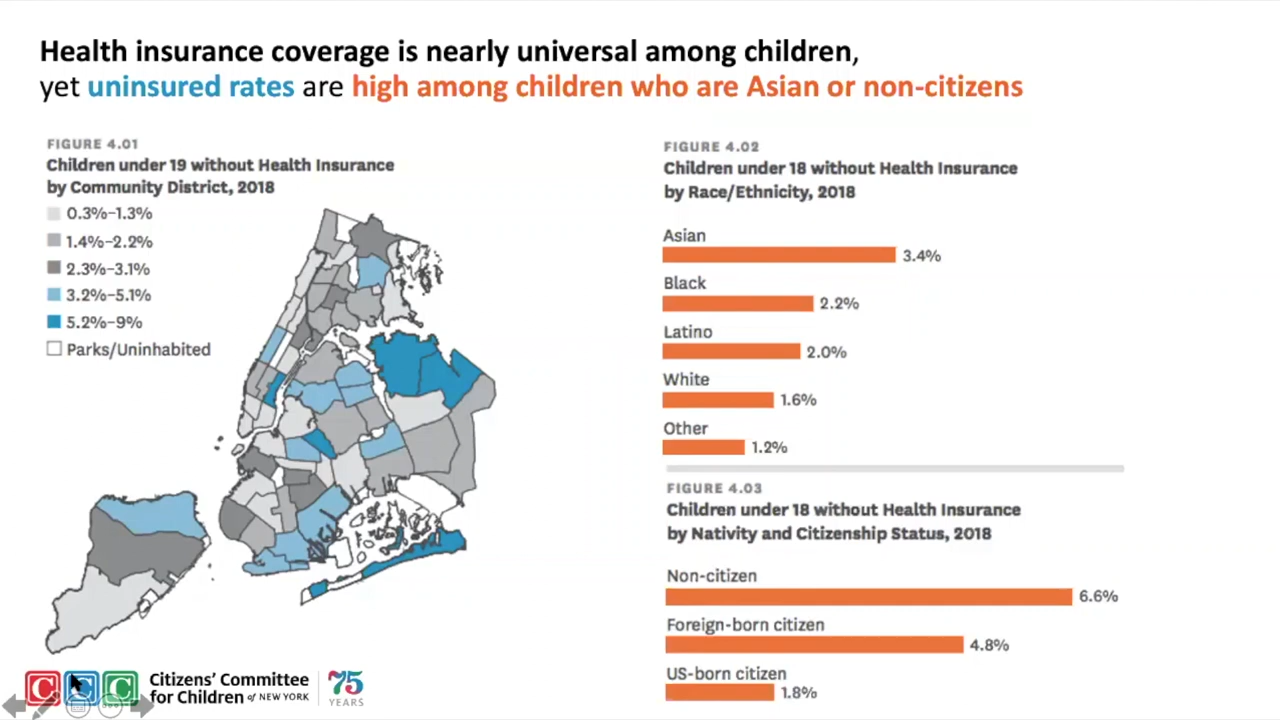 Health insurance coverage is nearly universal among children,
yet uninsured rates are high among children who are Asian or non-citizens
FIGURE 4.01
Children under 19 without Health Insurance
by Community District, 2018
0.3%–1.3%
1.4%–2.2%
2.3%–3.1%
3.2%–5.1%
5.2%–9%
Parks/Uninhabited
FIGURE 4.02
Children under 18 without Health Insurance
by Race/Ethnicity, 2018
Asian
3.4%
Black
2.2%
Latino
2.0%
White
1.6%
Other
1.2%
FIGURE 4.03
Children under 18 without Health Insurance
by Nativity and Citizenship Status, 2018
Non-citizen
6.6%
Foreign-born citizen
4.8%
US-born citizen
1.8%
C C C
Citizens' Committee
for Children of NEW YORK
75
YEARS